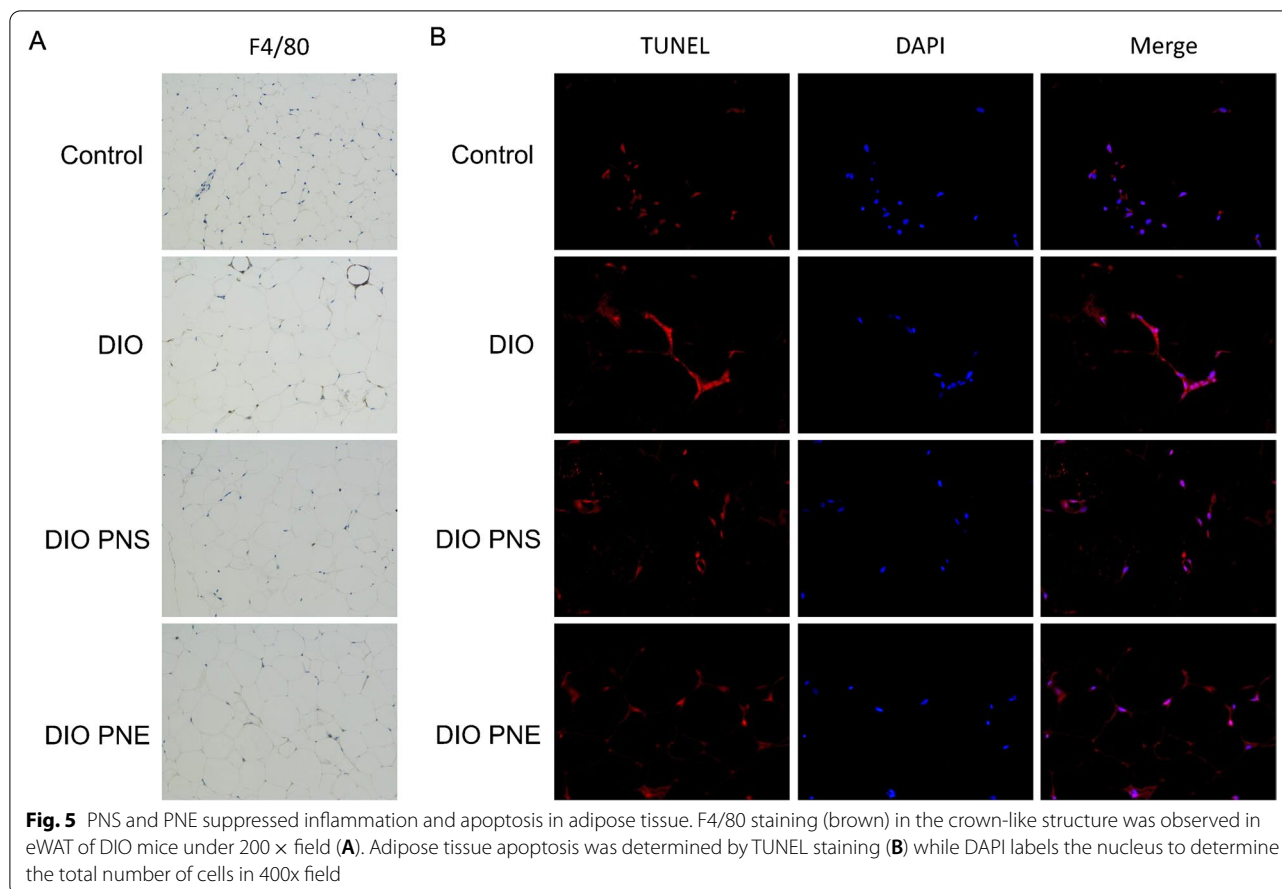 A
F4/80
B
TUNEL
DAPI
Merge
Control
Control
DIO
DIO
DIO PNS
DIO PNS
DIO PNE
DIO PNE
Fig. 5 PNS and PNE suppressed inflammation and apoptosis in adipose tissue. F4/80 staining (brown) in the crown-like structure was observed in
eWAT of DIO mice under 200 × field (A). Adipose tissue apoptosis was determined by TUNEL staining (B) while DAPI labels the nucleus to determine
the total number of cells in 400x field